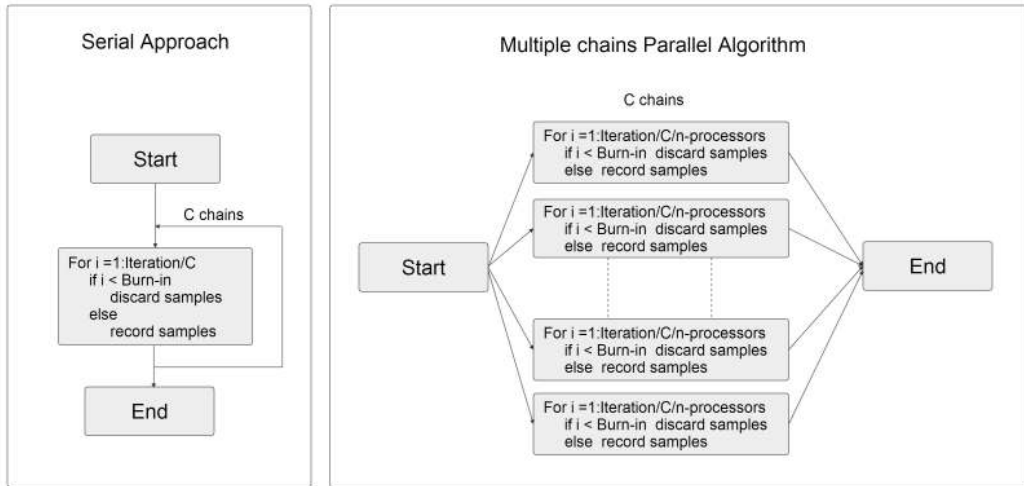 Serial Approach
Start
C chains
For i =1:Iteration/C
if i < Burn-in
discard samples
else
record samples
End
Multiple chains Parallel Algorithm
C chains
Start
For i =1:Iteration/C/n-processors
if i < Burn-in discard samples
else record samples
For i =1:Iteration/C/n-processors
if i < Burn-in discard samples
else record samples
For i =1:Iteration/C/n-processors
if i < Burn-in discard samples
else record samples
For i =1:Iteration/C/n-processors
if i < Burn-in discard samples
else record samples
End